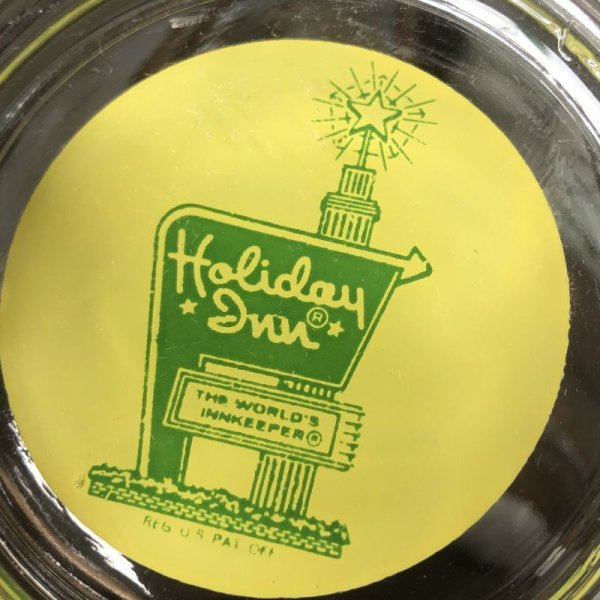 Holiday
Inn®
THE WORLD'S
INNKEEPER®
REG U.S. PAT. OFF.